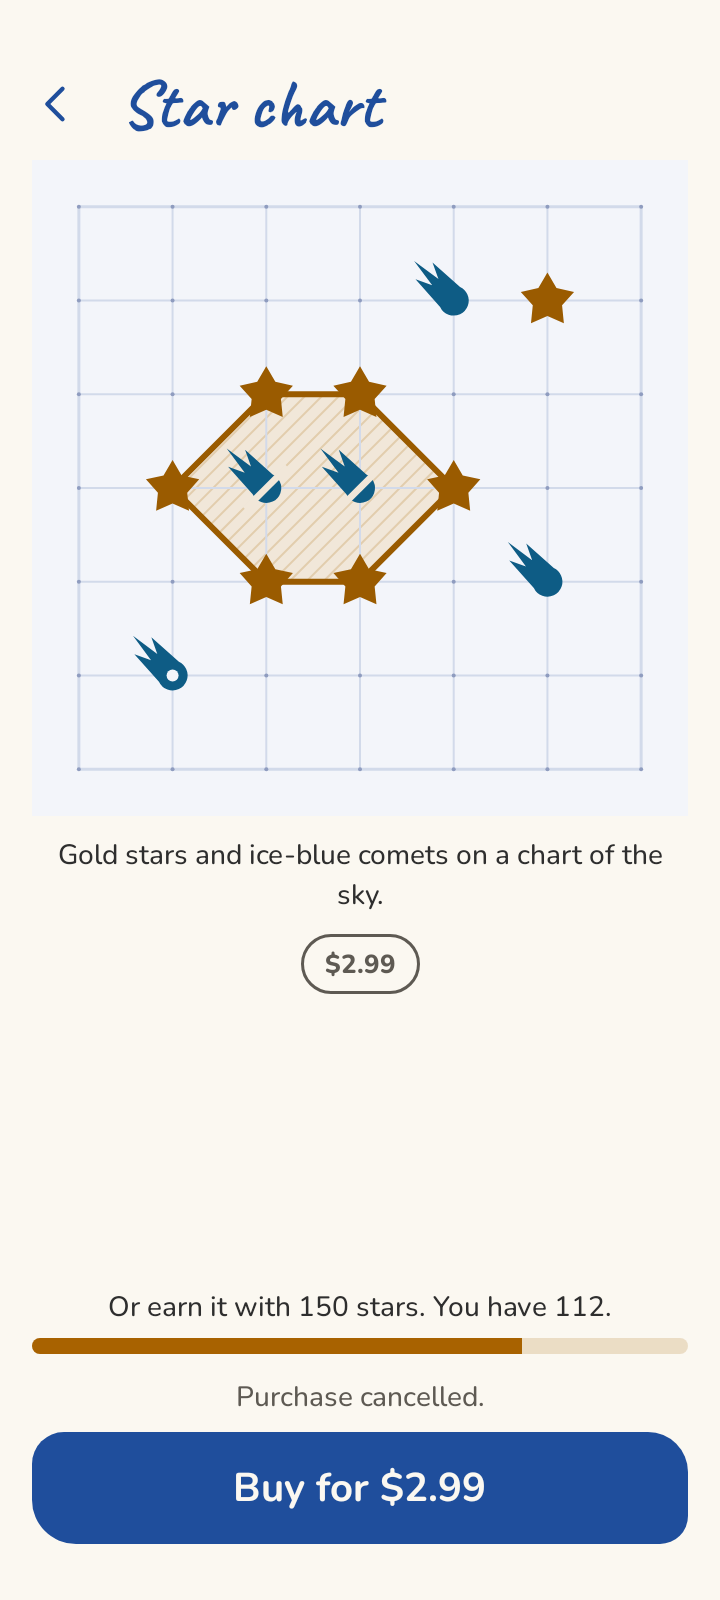 Star chart
Gold stars and ice-blue comets on a chart of the
sky.
$2.99
Or earn it with 150 stars. You have 112.
Purchase cancelled.
Buy for $2.99